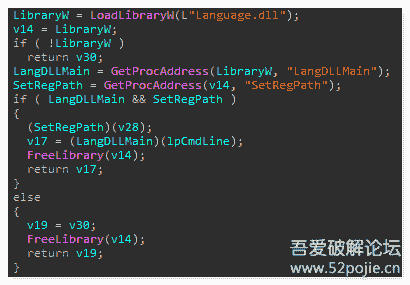 LibraryW = LoadLibraryW(L"Language.dll");
v14 = LibraryW;
if ( !LibraryW )
  return v30;
LangDLLMain = GetProcAddress(LibraryW, "LangDLLMain");
SetRegPath = GetProcAddress(v14, "SetRegPath");
if ( LangDLLMain && SetRegPath )
{
  (SetRegPath)(v28);
  v17 = (LangDLLMain)(lpCmdLine);
  FreeLibrary(v14);
  return v17;
}
else
{
  v19 = v30;
  FreeLibrary(v14);
  return v19;
}
吾爱破解论坛
www.52pojie.cn